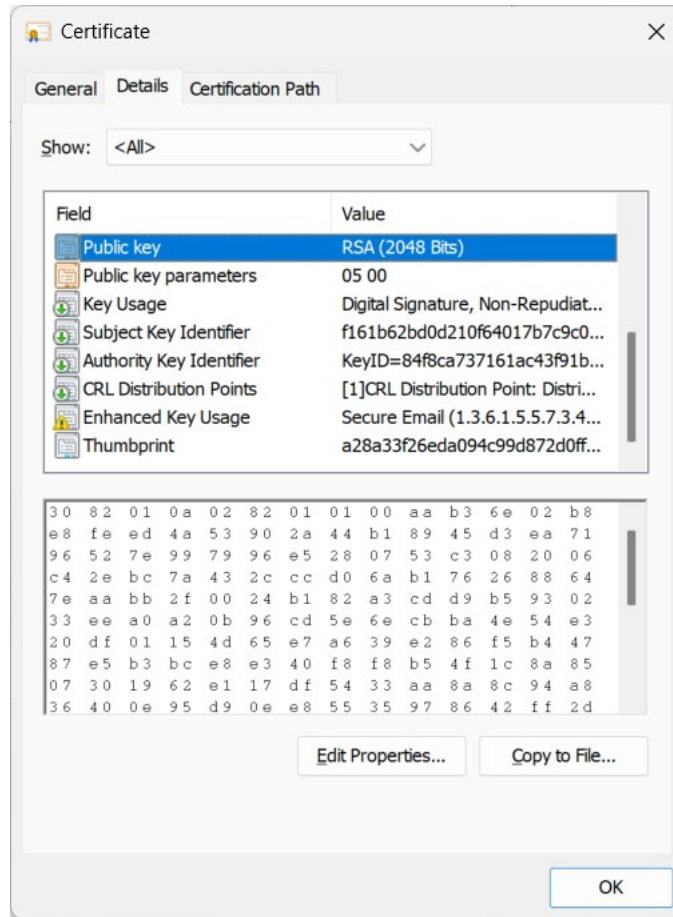 Certificate
General Details Certification Path
Show: <All>
Field Value
Public key RSA (2048 Bits)
Public key parameters 05 00
Key Usage Digital Signature, Non-Repudiat...
Subject Key Identifier f161b62bd0d210f64017b7c9c0...
Authority Key Identifier KeyID=84f8ca737161ac43f91b...
CRL Distribution Points [1]CRL Distribution Point: Distri...
Enhanced Key Usage Secure Email (1.3.6.1.5.5.7.3.4...
Thumbprint a28a33f26eda094c99d872d0ff...
30 82 01 0a 02 82 01 01 00 aa b3 6e 02 b8
e8 fe ed 4a 53 90 2a 44 b1 89 45 d3 ea 71
96 52 7e 99 79 96 e5 28 07 53 c3 08 20 06
c4 2e bc 7a 43 2c cc d0 6a b1 76 26 88 64
7e aa bb 2f 00 24 b1 82 a3 cd d9 b5 93 02
33 ee a0 a2 0b 96 cd 5e 6e cb ba 4e 54 e3
20 df 01 15 4d 65 e7 a6 39 e2 86 f5 b4 47
87 e5 b3 bc e8 e3 40 f8 f8 b5 4f 1c 8a 85
07 30 19 62 e1 17 df 54 33 aa 8a 8c 94 a8
36 40 0e 95 d9 0e e8 55 35 97 86 42 ff 2d
Edit Properties... Copy to File...
OK